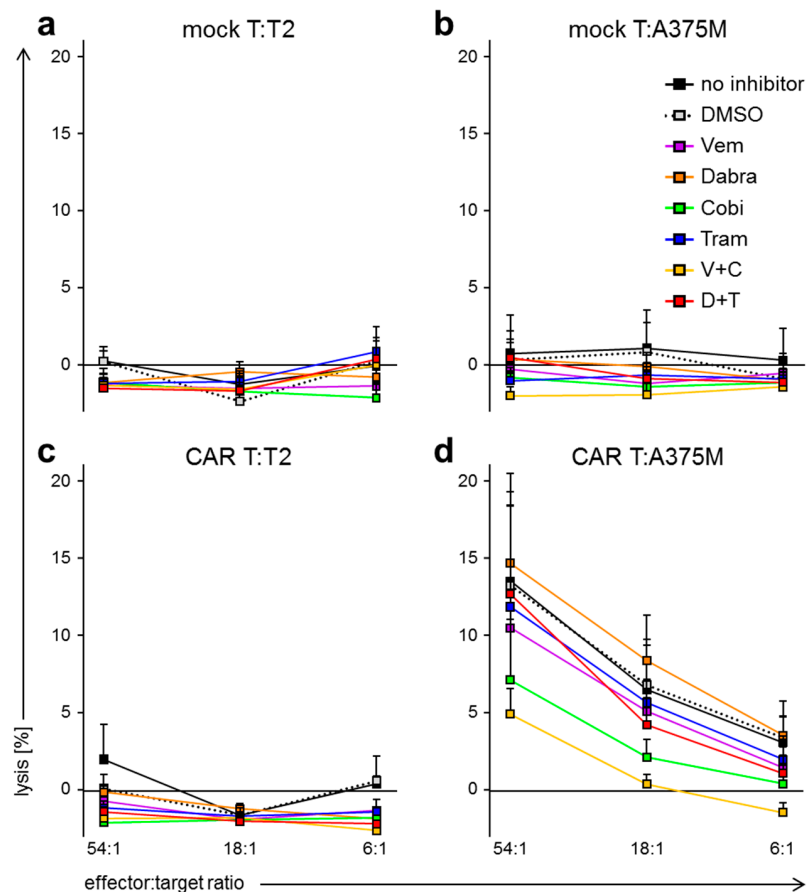 a
mock T:T2
b
mock T:A375M
20
15
10
5
0
20
15
10
5
0
no inhibitor
DMSO
Vem
Dabra
Cobi
Tram
V+C
D+T
c
CAR T:T2
d
CAR T:A375M
20
15
10
5
0
20
15
10
5
0
lysis [%]
54:1 18:1 6:1
54:1 18:1 6:1
effector:target ratio